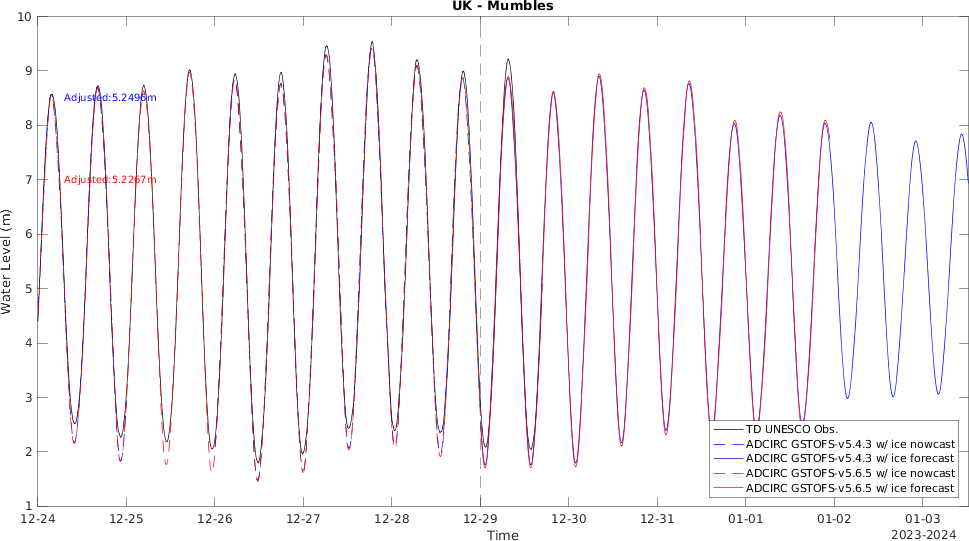 UK - Mumbles
10
9
8
7
6
5
4
3
2
1
Water Level (m)
Adjusted:5.2496m
Adjusted:5.2267m
TD UNESCO Obs.
ADCIRC GSTOFS-v5.4.3 w/ ice nowcast
ADCIRC GSTOFS-v5.4.3 w/ ice forecast
ADCIRC GSTOFS-v5.6.5 w/ ice nowcast
ADCIRC GSTOFS-v5.6.5 w/ ice forecast
12-24 12-25 12-26 12-27 12-28 12-29 12-30 12-31 01-01 01-02 01-03
Time
2023-2024